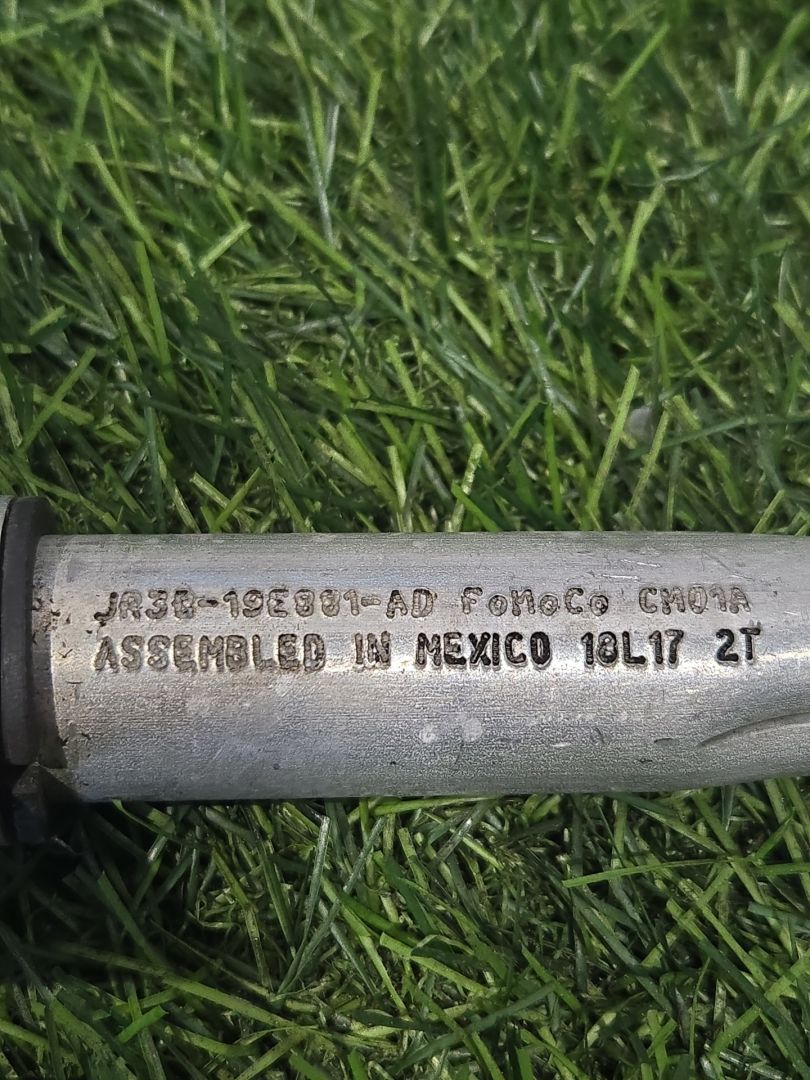 JR3B-19E881-AD FoMoCo CM01A
ASSEMBLED IN MEXICO 18L17 2T